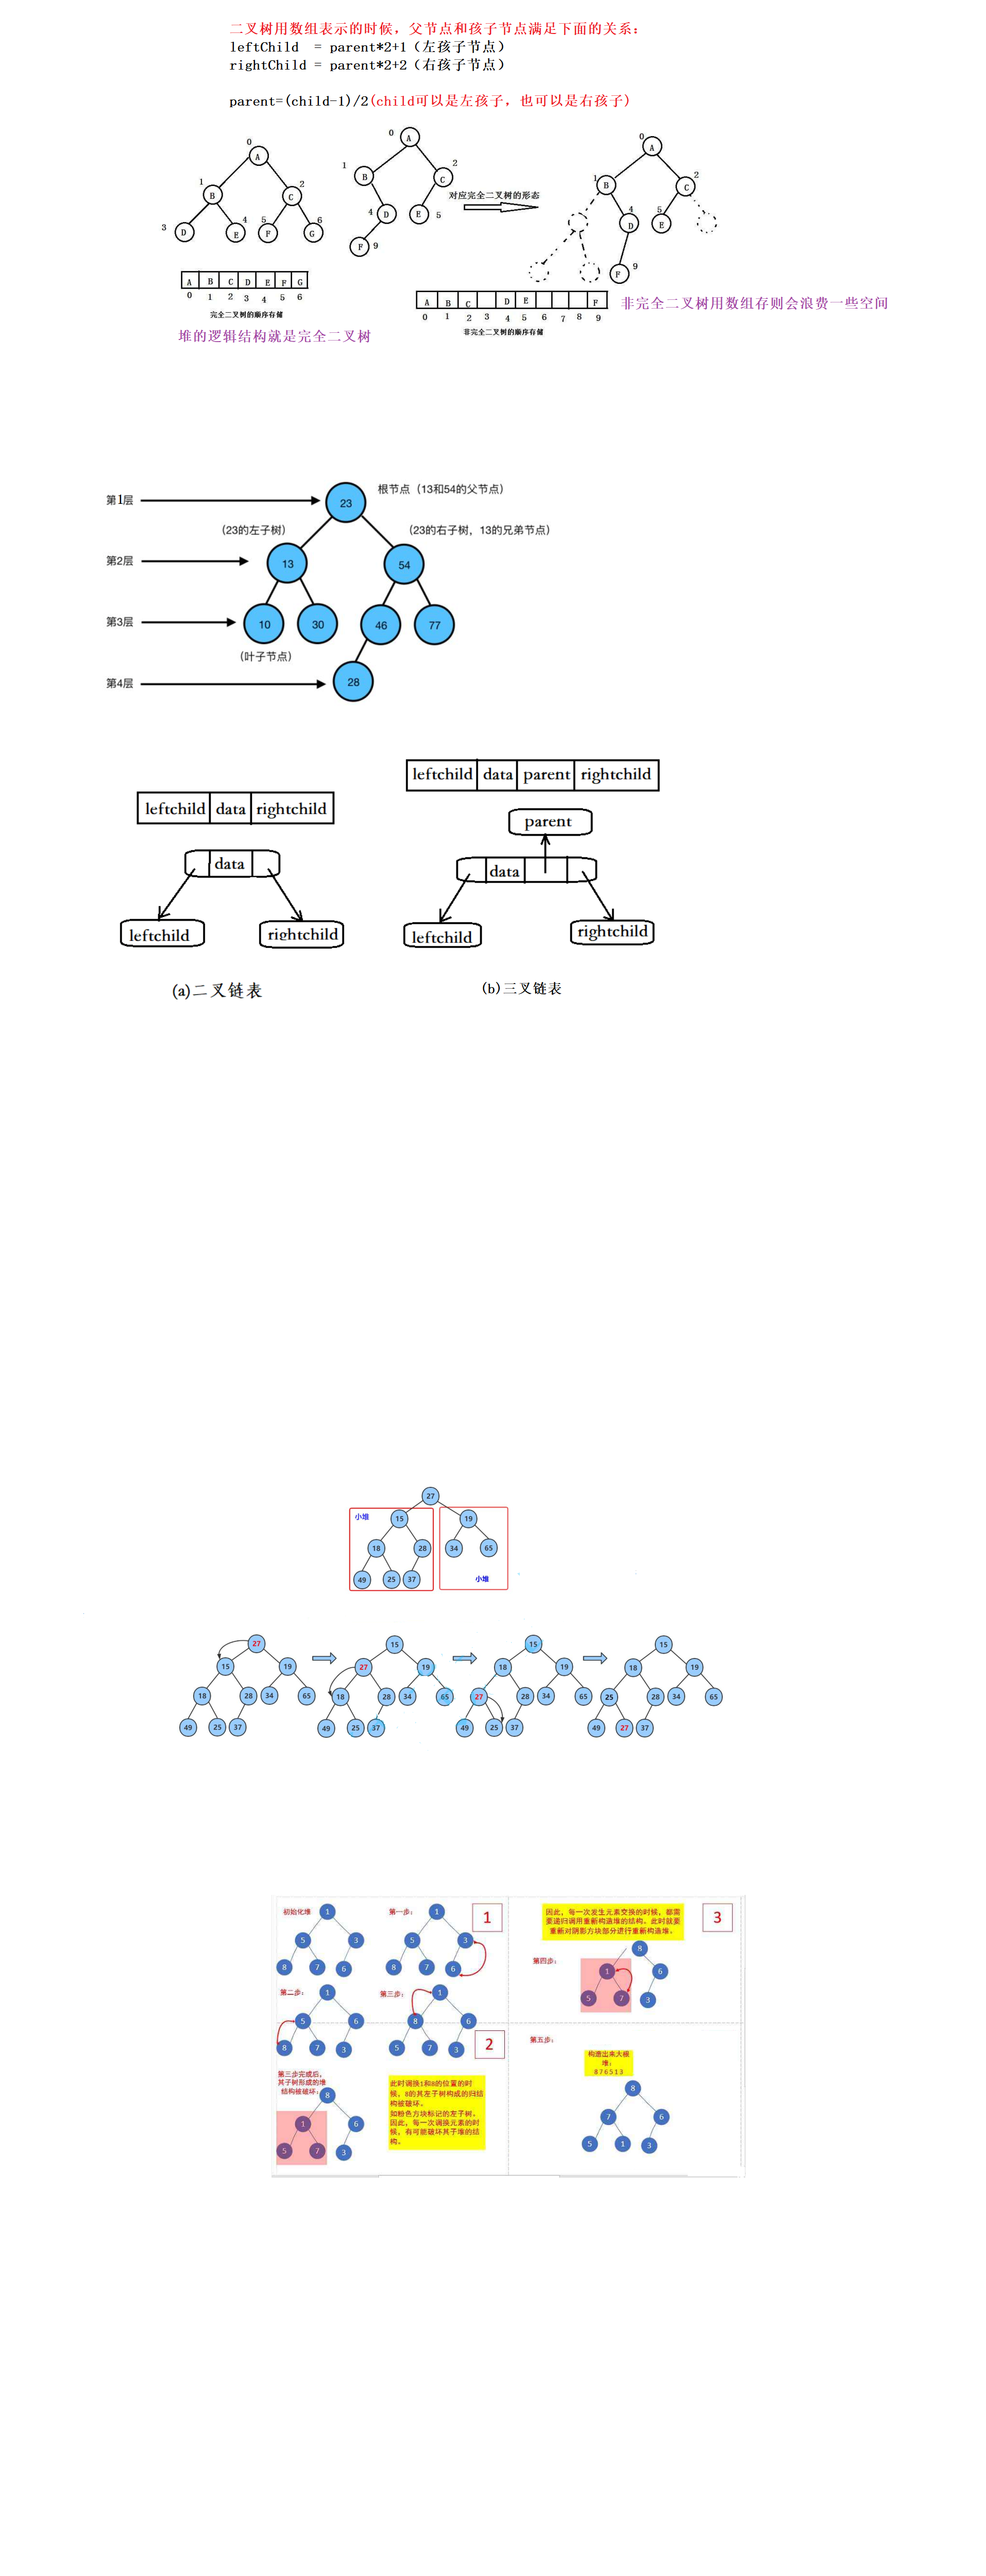 二叉树用数组表示的时候，父节点和孩子节点满足下面的关系：
leftChild = parent*2+1（左孩子节点）
rightChild = parent*2+2（右孩子节点）
parent=(child-1)/2(child可以是左孩子，也可以是右孩子)
0
A
1
B
2
C
3
D
4
E
5
F
6
G
A B C D E F G
0 1 2 3 4 5 6
完全二叉树的顺序存储
堆的逻辑结构就是完全二叉树
0
A
1
B
2
C
4
D
E
5
F
9
对应完全二叉树的形态
0
A
1
B
2
C
4
D
5
E
9
F
A B C D E F
0 1 2 3 4 5 6 7 8 9
非完全二叉树的顺序存储
非完全二叉树用数组存则会浪费一些空间
第1层
23
根节点（13和54的父节点）
（23的左子树）
（23的右子树，13的兄弟节点）
第2层
13
54
第3层
10
30
46
77
（叶子节点）
第4层
28
leftchild data rightchild
data
leftchild
rightchild
(a)二叉链表
leftchild data parent rightchild
parent
data
leftchild
rightchild
(b)三叉链表
27
小堆
15
19
18
28
34
65
49
25
37
小堆
27
15
19
18
28
34
65
49
25
37
15
27
19
18
28
34
65
49
25
37
15
18
19
27
28
34
65
49
25
37
15
18
19
25
28
34
65
49
27
37
初始化堆
1
5
3
8
7
6
第一步：
1
1
5
3
8
7
6
第二步：
1
5
6
8
7
3
第三步：
1
8
6
5
7
3
2
第三步完成后，
其子树形成的堆
结构被破坏：
8
1
6
5
7
3
此时调换1和8的位置的时
候，8的其左子树构成的归结
构被破坏。
如粉色方块标记的左子树。
因此，每一次调换元素的时
候，有可能破坏其子堆的结
构。
因此，每一次发生元素变换的时候，都需
要递归调用重新构造堆的结构。此时就要
重新对阴影方块部分进行重新构造堆。
3
第四步：
8
1
6
5
7
3
第五步：
构造出来大根
堆：
8 7 6 5 1 3
8
7
6
5
1
3